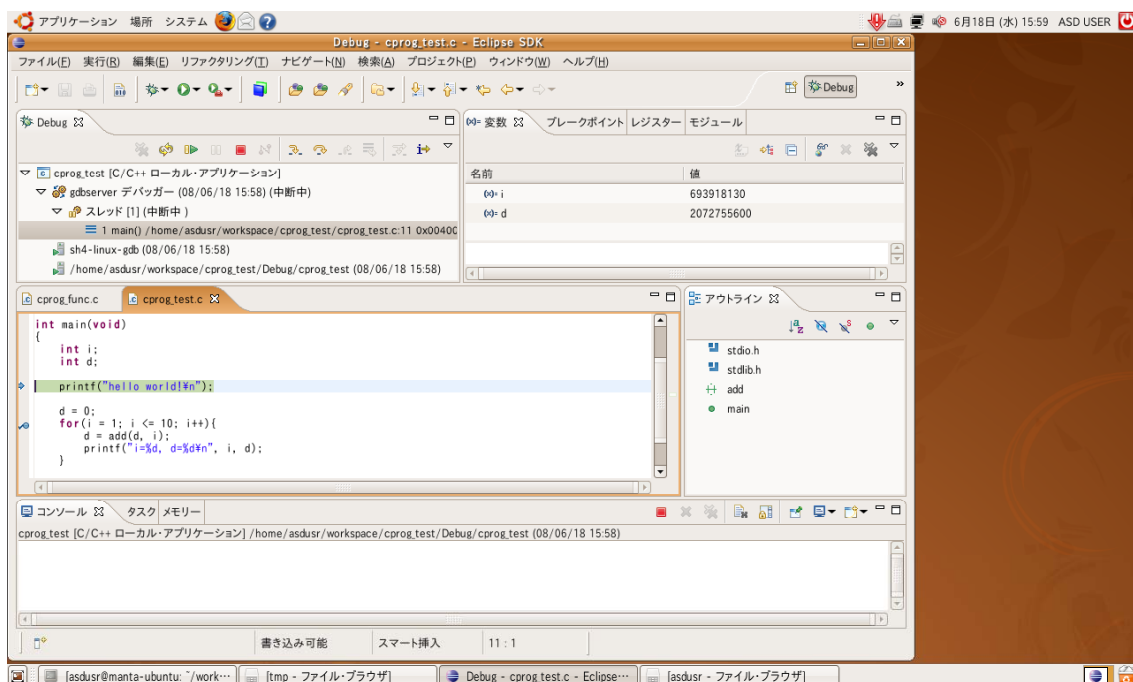 アプリケーション 場所 システム 6月18日 (水) 15:59 ASD USER
Debug - cprog_test.c - Eclipse SDK
ファイル(F) 実行(R) 編集(E) リファクタリング(T) ナビゲート(N) 検索(A) プロジェクト(P) ウィンドウ(W) ヘルプ(H)
Debug »
Debug
cprog_test [C/C++ ローカル・アプリケーション]
gdbserver デバッガー (08/06/18 15:58) (中断中)
スレッド [1] (中断中 )
1 main() /home/asdusr/workspace/cprog_test/cprog_test.c:11 0x00400
sh4-linux-gdb (08/06/18 15:58)
/home/asdusr/workspace/cprog_test/Debug/cprog_test (08/06/18 15:58)
(x)= 変数 ブレークポイント レジスター モジュール
名前 値
(x)= i 693918130
(x)= d 2072755600
cprog_func.c cprog_test.c
int main(void)
{
int i;
int d;
printf("hello world!¥n");
d = 0;
for(i = 1; i <= 10; i++){
d = add(d, i);
printf("i=%d, d=%d¥n", i, d);
}
アウトライン
stdio.h
stdlib.h
add
main
コンソール タスク メモリー
cprog_test [C/C++ ローカル・アプリケーション] /home/asdusr/workspace/cprog_test/Debug/cprog_test (08/06/18 15:58)
書き込み可能 スマート挿入 11 : 1
[asdusr@manta-ubuntu: ~/work… [tmp - ファイル・ブラウザ] Debug - cprog_test.c - Eclipse… [asdusr - ファイル・ブラウザ]